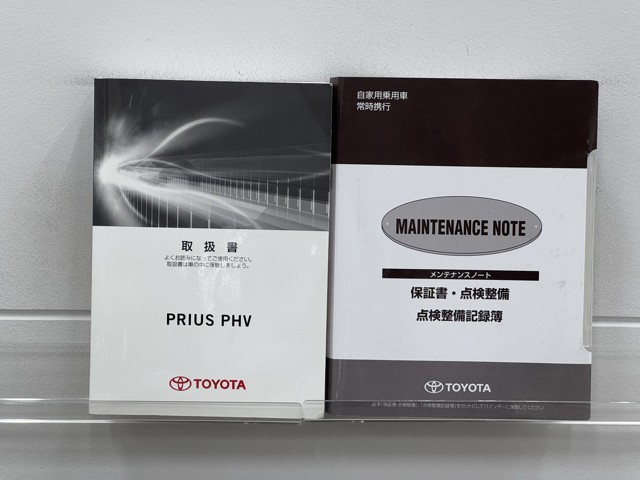 取扱書
よくお読みになってご使用ください。
取扱書は車の中に保管しましょう。
PRIUS PHV
TOYOTA
自家用乗用車
常時携行
MAINTENANCE NOTE
メンテナンスノート
保証書・点検整備
点検整備記録簿
TOYOTA